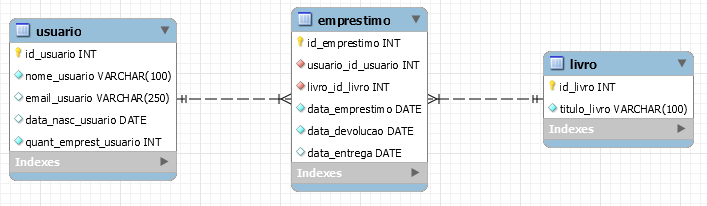 usuario
id_usuario INT
nome_usuario VARCHAR(100)
email_usuario VARCHAR(250)
data_nasc_usuario DATE
quant_emprest_usuario INT
Indexes
emprestimo
id_emprestimo INT
usuario_id_usuario INT
livro_id_livro INT
data_emprestimo DATE
data_devolucao DATE
data_entrega DATE
Indexes
livro
id_livro INT
titulo_livro VARCHAR(100)
Indexes